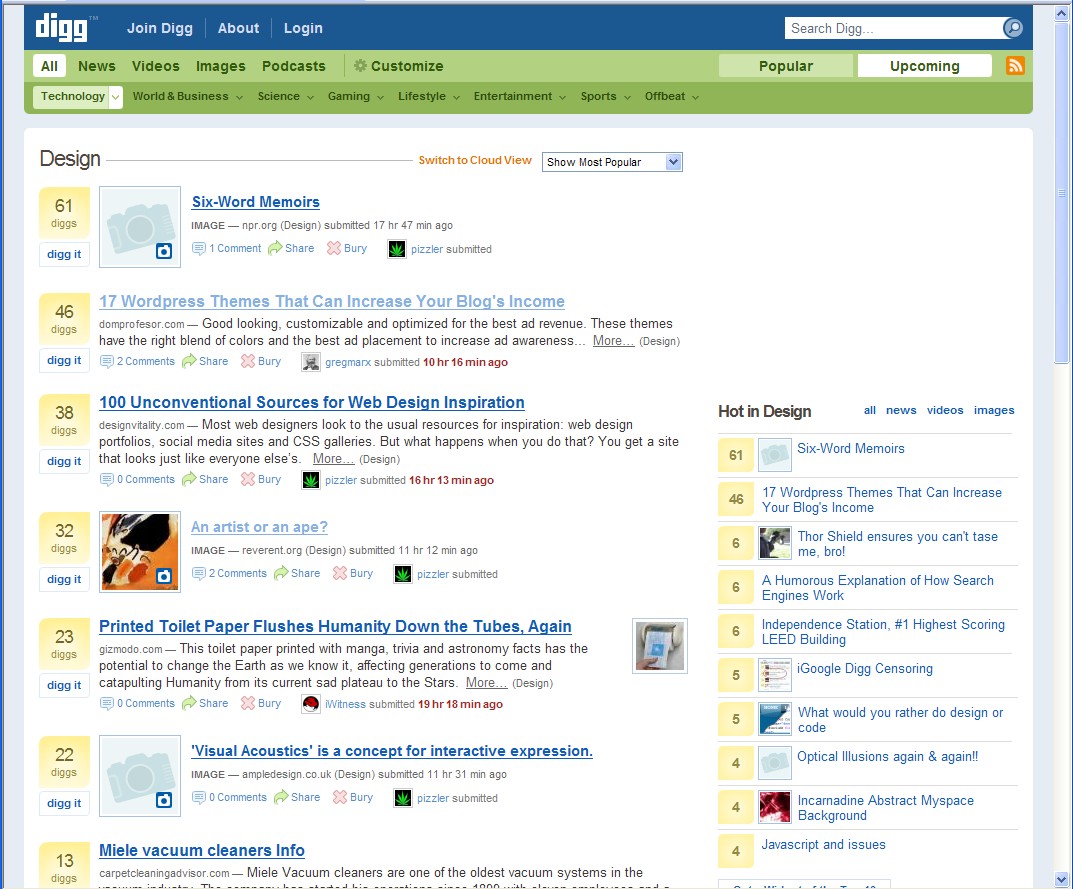 digg™
Join Digg About Login
Search Digg...
All News Videos Images Podcasts Customize
Popular Upcoming
Technology World & Business Science Gaming Lifestyle Entertainment Sports Offbeat
Design
Switch to Cloud View
Show Most Popular
61
diggs
digg it
Six-Word Memoirs
IMAGE — npr.org (Design) submitted 17 hr 47 min ago
1 Comment Share Bury pizzler submitted
46
diggs
digg it
17 Wordpress Themes That Can Increase Your Blog's Income
domprofesor.com — Good looking, customizable and optimized for the best ad revenue. These themes
have the right blend of colors and the best ad placement to increase ad awareness... More... (Design)
2 Comments Share Bury gregmarx submitted 10 hr 16 min ago
38
diggs
digg it
100 Unconventional Sources for Web Design Inspiration
designvitality.com — Most web designers look to the usual resources for inspiration: web design
portfolios, social media sites and CSS galleries. But what happens when you do that? You get a site
that looks just like everyone else's. More... (Design)
0 Comments Share Bury pizzler submitted 16 hr 13 min ago
32
diggs
digg it
An artist or an ape?
IMAGE — reverent.org (Design) submitted 11 hr 12 min ago
2 Comments Share Bury pizzler submitted
23
diggs
digg it
Printed Toilet Paper Flushes Humanity Down the Tubes, Again
gizmodo.com — This toilet paper printed with manga, trivia and astronomy facts has the
potential to change the Earth as we know it, affecting generations to come and
catapulting Humanity from its current sad plateau to the Stars. More... (Design)
0 Comments Share Bury iWitness submitted 19 hr 18 min ago
22
diggs
digg it
'Visual Acoustics' is a concept for interactive expression.
IMAGE — ampledesign.co.uk (Design) submitted 11 hr 31 min ago
0 Comments Share Bury pizzler submitted
13
diggs
Miele vacuum cleaners Info
carpetcleaningadvisor.com — Miele Vacuum cleaners are one of the oldest vacuum systems in the
Hot in Design
all news videos images
61
Six-Word Memoirs
46
17 Wordpress Themes That Can Increase
Your Blog's Income
6
Thor Shield ensures you can't tase
me, bro!
6
A Humorous Explanation of How Search
Engines Work
6
Independence Station, #1 Highest Scoring
LEED Building
5
iGoogle Digg Censoring
5
What would you rather do design or
code
4
Optical Illusions again & again!!
4
Incarnadine Abstract Myspace
Background
4
Javascript and issues